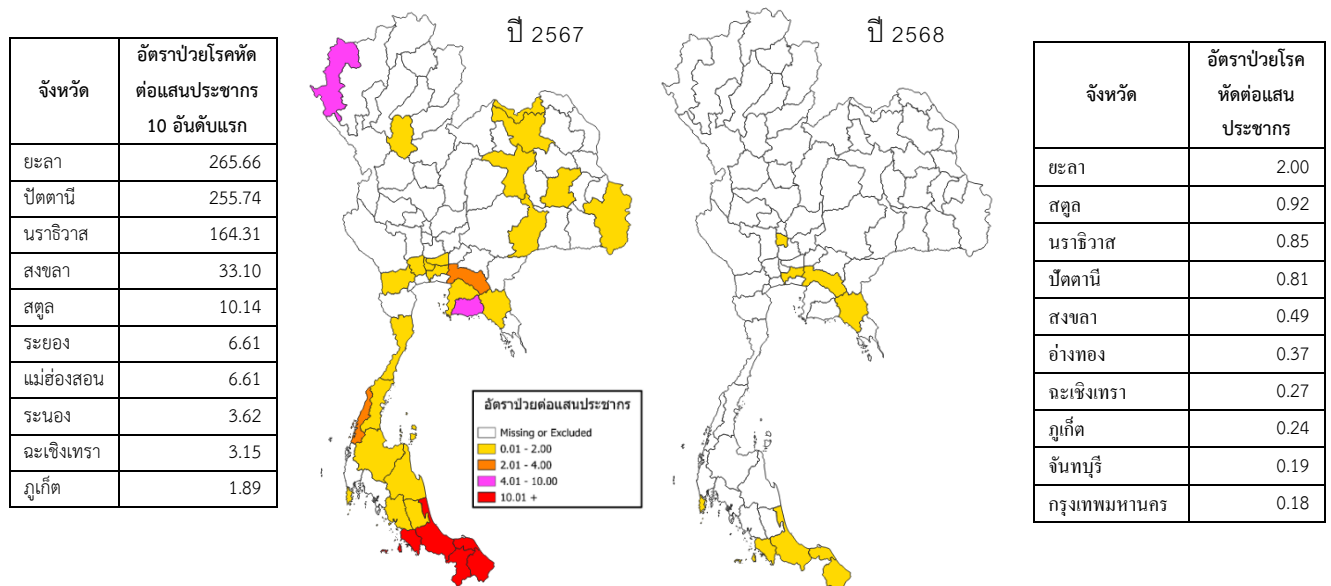 ปี 2567
ปี 2568
จังหวัด
อัตราป่วยโรคหัด
ต่อแสนประชากร
10 อันดับแรก
ยะลา 265.66
ปัตตานี 255.74
นราธิวาส 164.31
สงขลา 33.10
สตูล 10.14
ระยอง 6.61
แม่ฮ่องสอน 6.61
ระนอง 3.62
ฉะเชิงเทรา 3.15
ภูเก็ต 1.89
อัตราป่วยต่อแสนประชากร
Missing or Excluded
0.01 - 2.00
2.01 - 4.00
4.01 - 10.00
10.01 +
จังหวัด
อัตราป่วยโรค
หัดต่อแสน
ประชากร
ยะลา 2.00
สตูล 0.92
นราธิวาส 0.85
ปัตตานี 0.81
สงขลา 0.49
อ่างทอง 0.37
ฉะเชิงเทรา 0.27
ภูเก็ต 0.24
จันทบุรี 0.19
กรุงเทพมหานคร 0.18